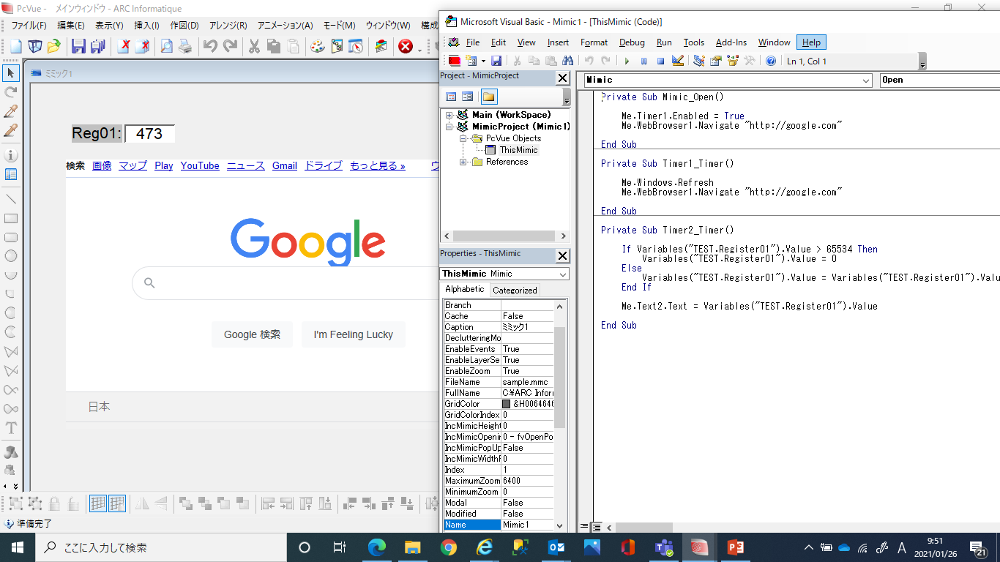 PcVue -    メインウィンドウ - ARC Informatique
ファイル(F) 編集(E) 表示(Y) 挿入(I) 作図(D) アレンジ(R) アニメーション(A) モード(M) ウィンドウ(W) 構成
ミミック1
Reg01: 473
検索 画像 マップ Play YouTube ニュース Gmail ドライブ もっと見る »
Google
Google 検索 I'm Feeling Lucky
日本
T
準備完了
Microsoft Visual Basic - Mimic1 - [ThisMimic (Code)]
File Edit View Insert Format Debug Run Tools Add-Ins Window Help
Ln 1, Col 1
Project - MimicProject
Main (WorkSpace)
MimicProject (Mimic1)
PcVue Objects
ThisMimic
References
Properties - ThisMimic
ThisMimic Mimic
Alphabetic Categorized
Branch
Cache False
Caption ミミック1
DeclutteringMo
EnableEvents True
EnableLayerSe True
EnableZoom True
FileName sample.mmc
FullName C:¥ARC Infor
GridColor &H0064646
GridColorIndex 0
IncMimicHeight 0
IncMimicOpenin 0 - fvOpenPo
IncMimicPopUp False
IncMimicWidthF 0
Index 1
MaximumZoom 6400
MinimumZoom 0
Modal False
Modified False
Name Mimic1
Mimic Open
Private Sub Mimic_Open()
Me.Timer1.Enabled = True
Me.WebBrowser1.Navigate "http://google.com"
End Sub
Private Sub Timer1_Timer()
Me.Windows.Refresh
Me.WebBrowser1.Navigate "http://google.com"
End Sub
Private Sub Timer2_Timer()
If Variables("TEST.Register01").Value > 65534 Then
Variables("TEST.Register01").Value = 0
Else
Variables("TEST.Register01").Value = Variables("TEST.Register01").Valu
End If
Me.Text2.Text = Variables("TEST.Register01").Value
End Sub
ここに入力して検索
A
9:51
2021/01/26
21